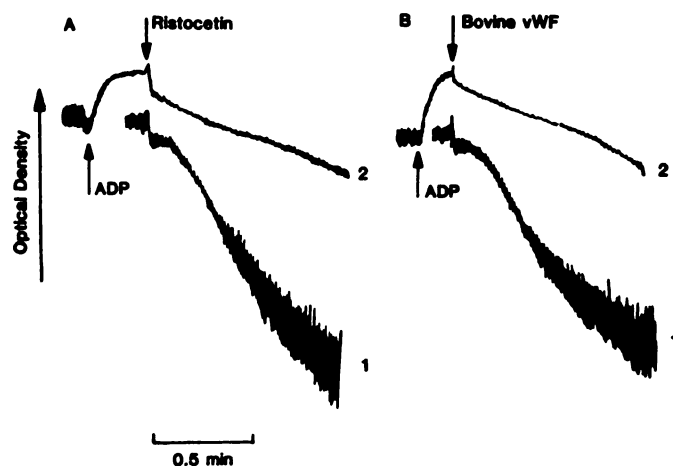 A
Ristocetin
B
Bovine vWF
Optical Density
ADP
2
1
ADP
2
0.5 min